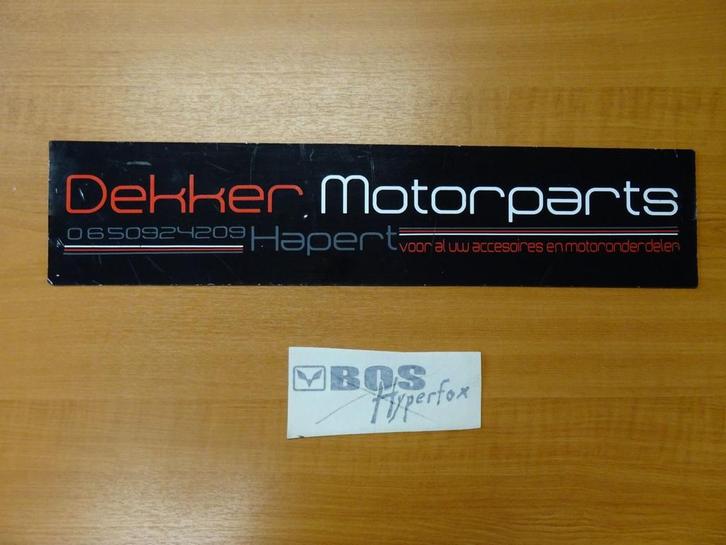 Dekker Motorparts
0650924209 Hapert voor al uw accesoires en motoronderdelen
BOS
Hyperfox